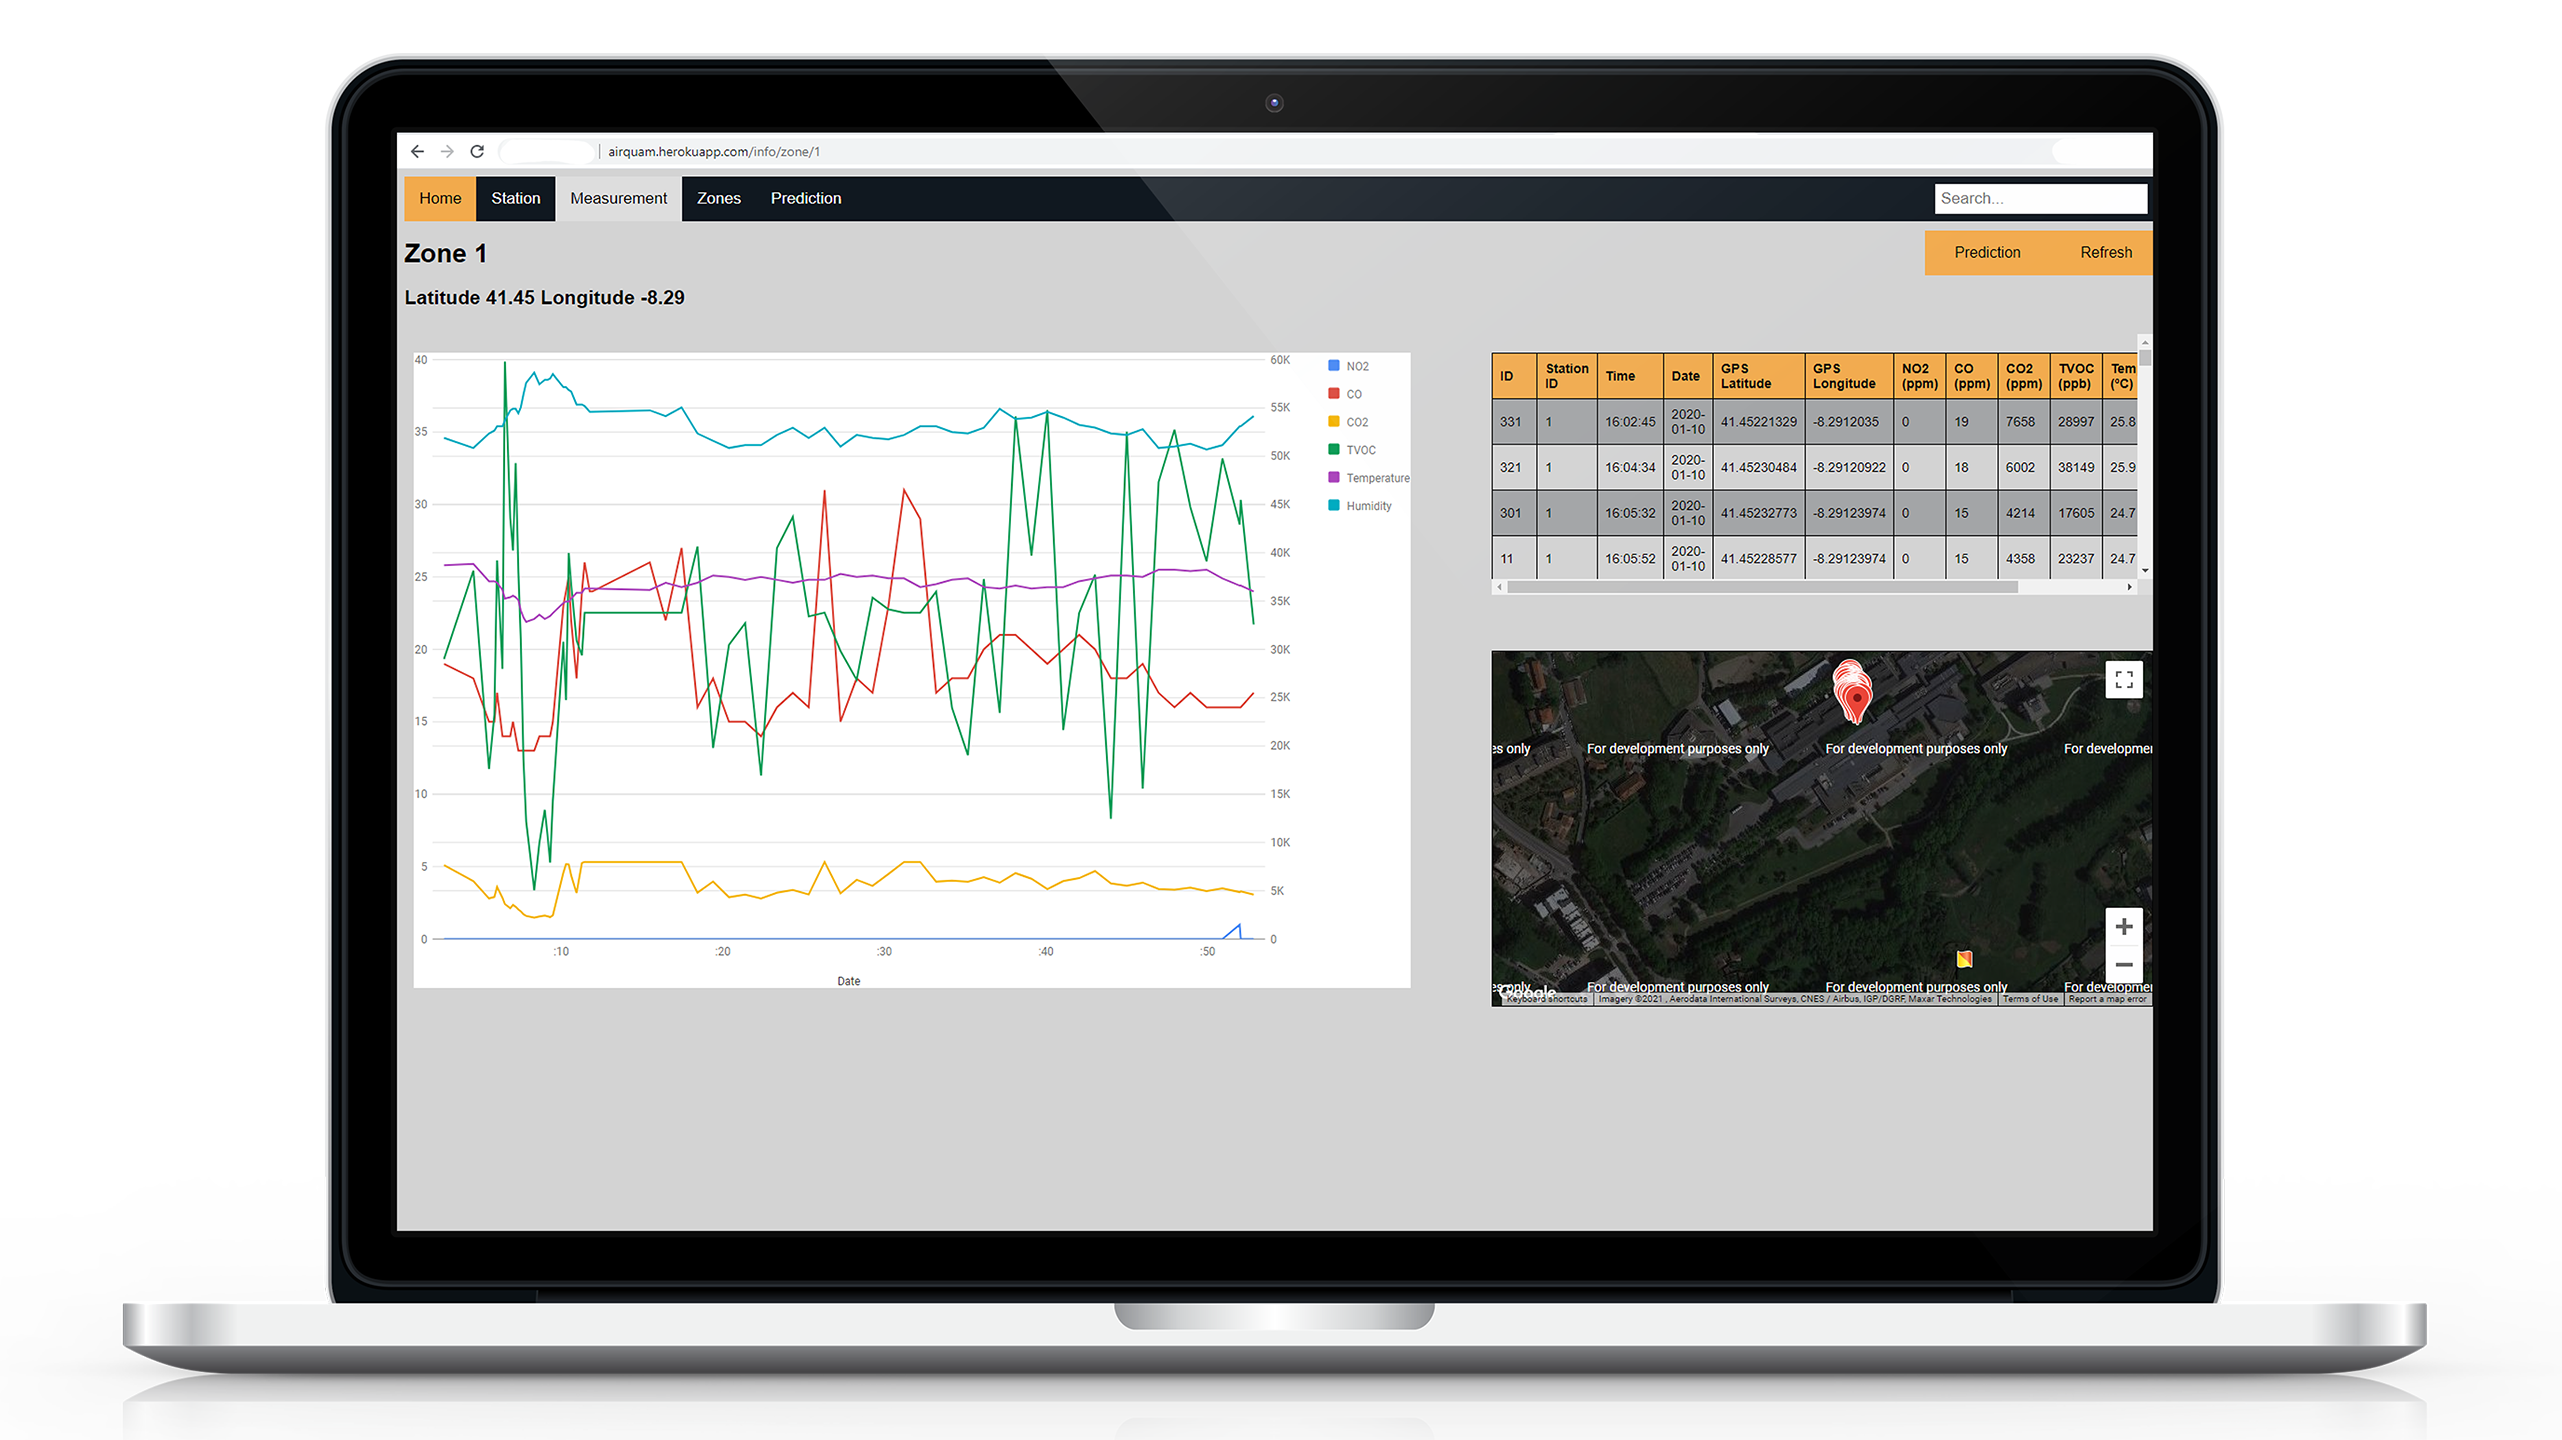 airquam.herokuapp.com/info/zone/1
Home Station Measurement Zones Prediction
Search...
Zone 1
Prediction Refresh
Latitude 41.45 Longitude -8.29
40
35
30
25
20
15
10
5
0
60K
55K
50K
45K
40K
35K
30K
25K
20K
15K
10K
5K
0
:10 :20 :30 :40 :50
Date
NO2
CO
CO2
TVOC
Temperature
Humidity
ID Station ID Time Date GPS Latitude GPS Longitude NO2 (ppm) CO (ppm) CO2 (ppm) TVOC (ppb) Tem (°C)
331 1 16:02:45 2020-01-10 41.45221329 -8.2912035 0 19 7658 28997 25.8
321 1 16:04:34 2020-01-10 41.45230484 -8.29120922 0 18 6002 38149 25.9
301 1 16:05:32 2020-01-10 41.45232773 -8.29123974 0 15 4214 17605 24.7
11 1 16:05:52 2020-01-10 41.45228577 -8.29123974 0 15 4358 23237 24.7
es only For development purposes only For development purposes only For developmen
es only For development purposes only For development purposes only For developmen
Google
Keyboard shortcuts Imagery ©2021 , Aerodata International Surveys, CNES / Airbus, IGP/DGRF, Maxar Technologies Terms of Use Report a map error